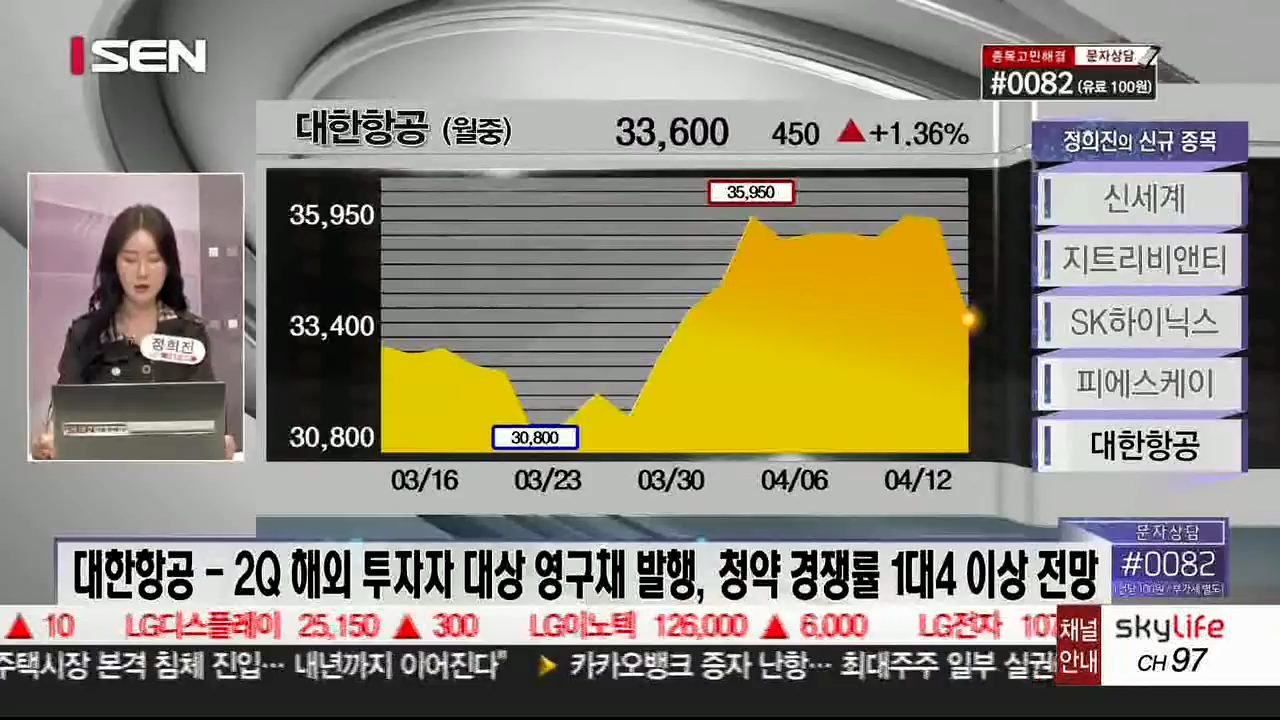 SEN
종목고민해결 문자상담
#0082 (유료 100원)
대한항공 (월중) 33,600 450 ▲+1.36%
35,950
33,400
30,800
35,950
30,800
03/16 03/23 03/30 04/06 04/12
정희진
정희진의 신규 종목
신세계
지트리비앤티
SK하이닉스
피에스케이
대한항공
문자상담
#0082
대한항공 - 2Q 해외 투자자 대상 영구채 발행, 청약 경쟁률 1대4 이상 전망
▲ 10 LG디스플레이 25,150 ▲ 300 LG이노텍 126,000 ▲ 6,000 LG전자 107
주택시장 본격 침체 진입… 내년까지 이어진다" ▶ 카카오뱅크 증자 난항… 최대주주 일부 실권
채널
안내
skylife
CH 97